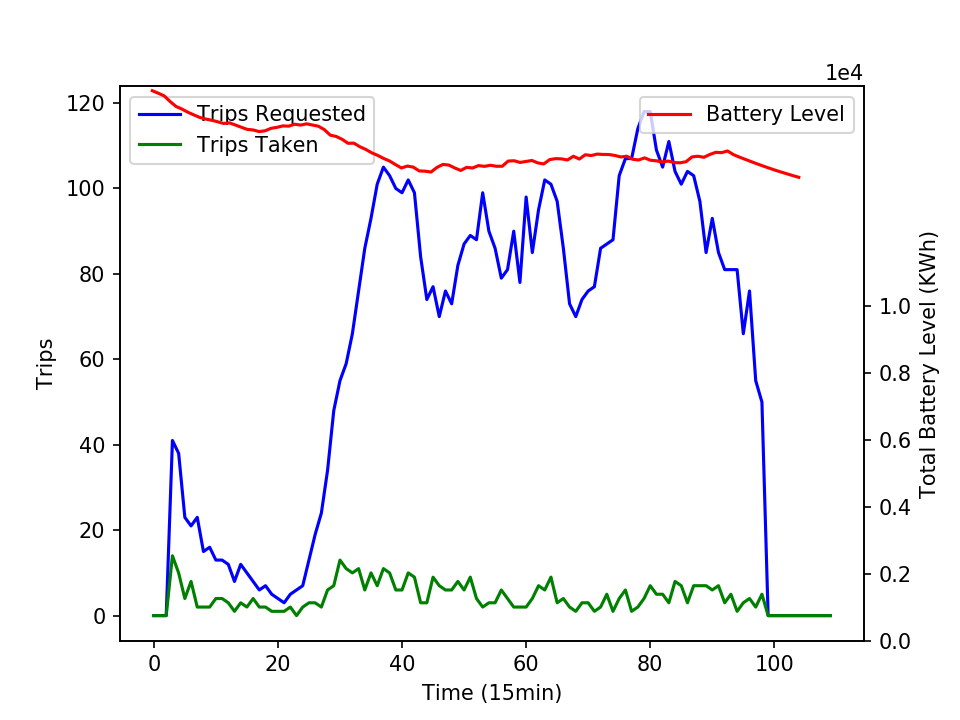 1e4
Trips Requested
Trips Taken
Battery Level
120
100
80
60
40
20
0
Trips
1.0
0.8
0.6
0.4
0.2
0.0
Total Battery Level (KWh)
0 20 40 60 80 100
Time (15min)